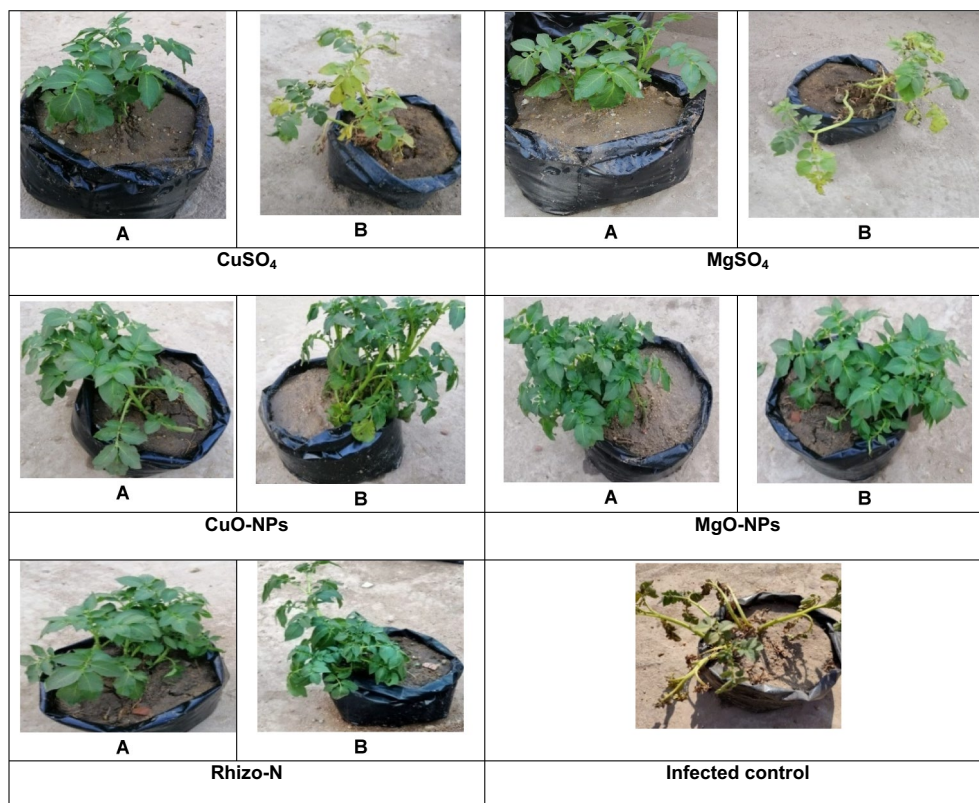 A B A B
CuSO₄ MgSO₄
A B A B
CuO-NPs MgO-NPs
A B
Rhizo-N Infected control